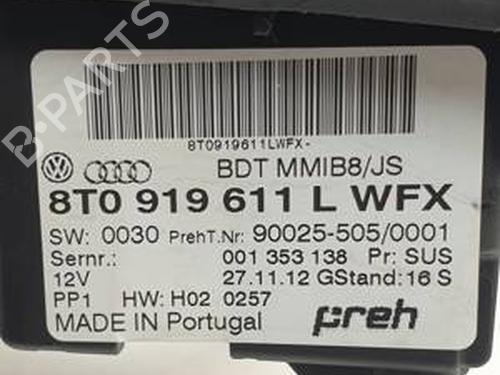 B-PARTS
8T0919611LWFX-
BDT MMIB8/JS
8T0 919 611 L WFX
SW: 0030 PrehT.Nr: 90025-505/0001
Sernr.: 001 353 138 Pr: SUS
12V 27.11.12 GStand: 16 S
PP1 HW: H02 0257
MADE IN Portugal preh